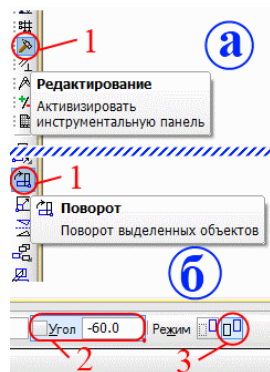 1
а
Редактирование
Активизировать
инструментальную панель
1
Поворот
Поворот выделенных объектов
б
Угол -60.0 Режим
2 3